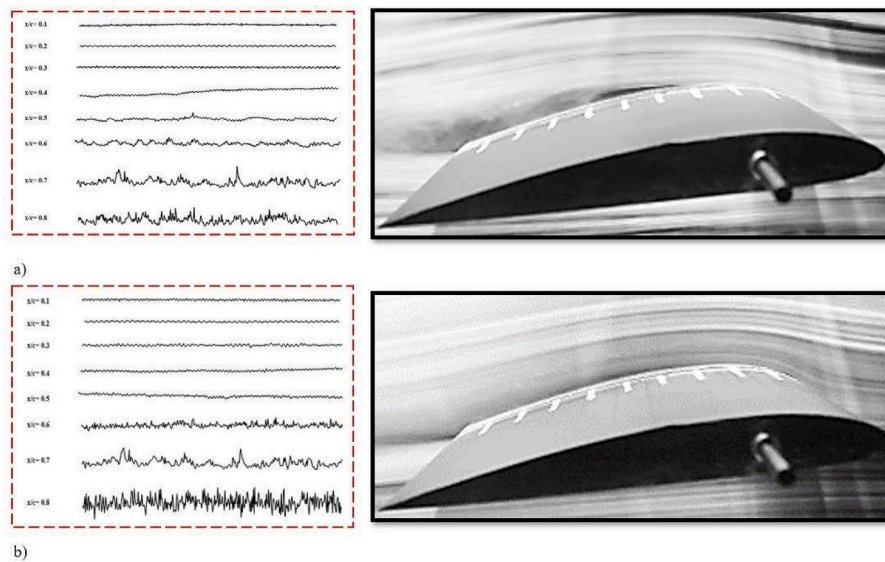 x/c= 0.1
x/c= 0.2
x/c= 0.3
x/c= 0.4
x/c= 0.5
x/c= 0.6
x/c= 0.7
x/c= 0.8
a)
x/c= 0.1
x/c= 0.2
x/c= 0.3
x/c= 0.4
x/c= 0.5
x/c= 0.6
x/c= 0.7
x/c= 0.8
b)